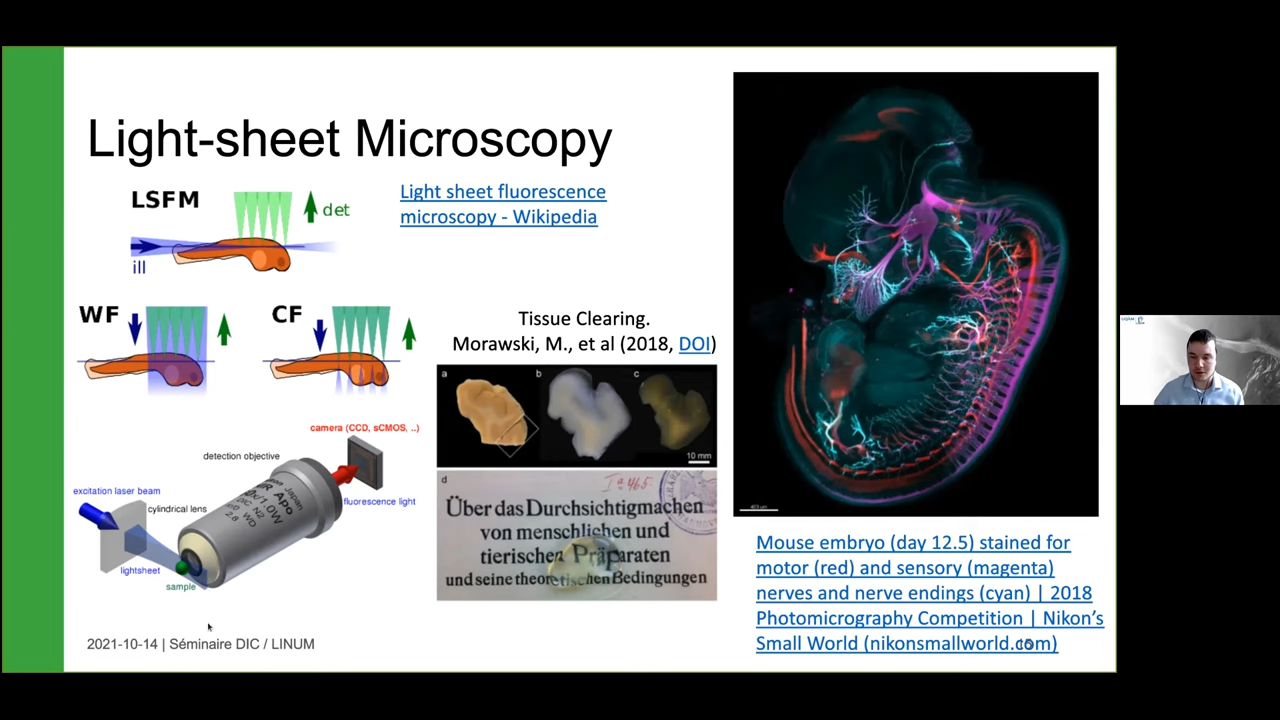 Light-sheet Microscopy
LSFM
det
ill
Light sheet fluorescence
microscopy - Wikipedia
WF
CF
Tissue Clearing.
Morawski, M., et al (2018, DOI)
a
b
c
10 mm
d
Über das Durchsichtigmachen
von menschlichen und
tierischen Präparaten
und seine theoretischen Bedingungen
camera (CCD, sCMOS, ..)
detection objective
fluorescence light
excitation laser beam
cylindrical lens
lightsheet
sample
Mouse embryo (day 12.5) stained for
motor (red) and sensory (magenta)
nerves and nerve endings (cyan) | 2018
Photomicrography Competition | Nikon's
Small World (nikonsmallworld.com)
2021-10-14 | Séminaire DIC / LINUM
15
UQÀM